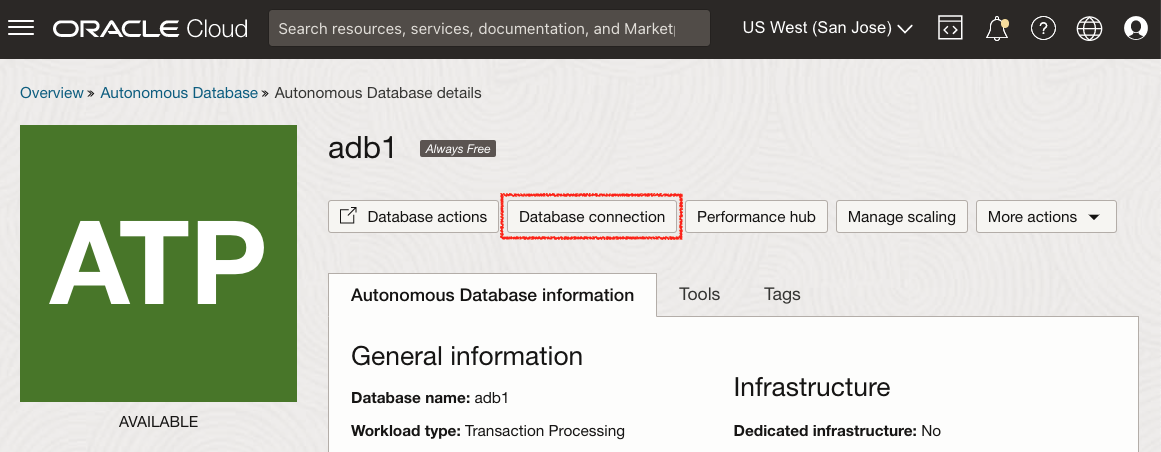 ORACLE Cloud
Search resources, services, documentation, and Market
US West (San Jose)
Overview » Autonomous Database » Autonomous Database details
ATP
AVAILABLE
adb1
Always Free
Database actions
Database connection
Performance hub
Manage scaling
More actions
Autonomous Database information
Tools
Tags
General information
Database name: adb1
Workload type: Transaction Processing
Infrastructure
Dedicated infrastructure: No